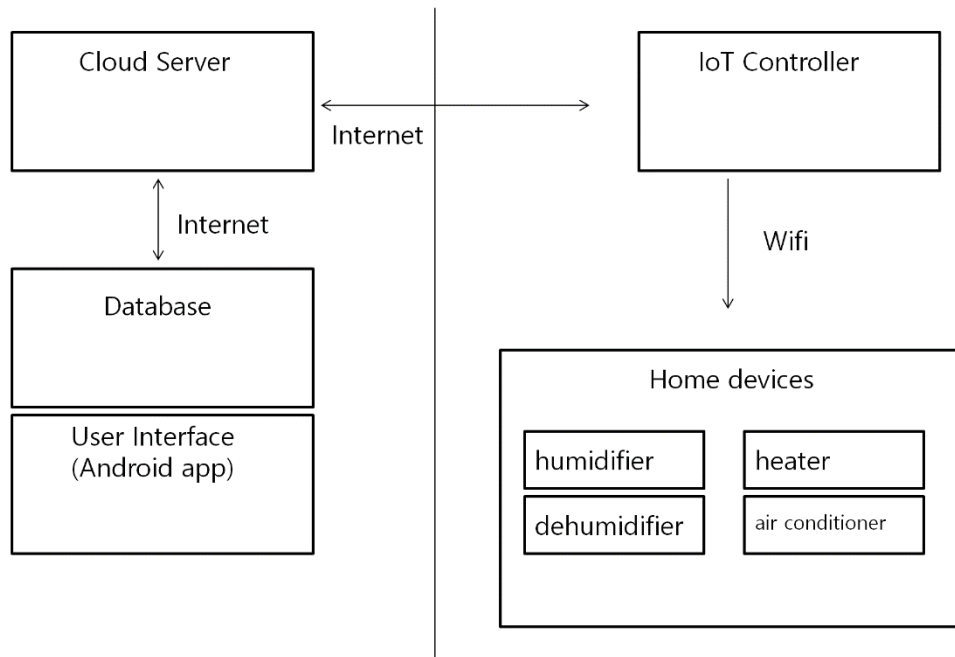 Cloud Server
IoT Controller
Internet
Internet
Wifi
Database
User Interface
(Android app)
Home devices
humidifier
heater
dehumidifier
air conditioner